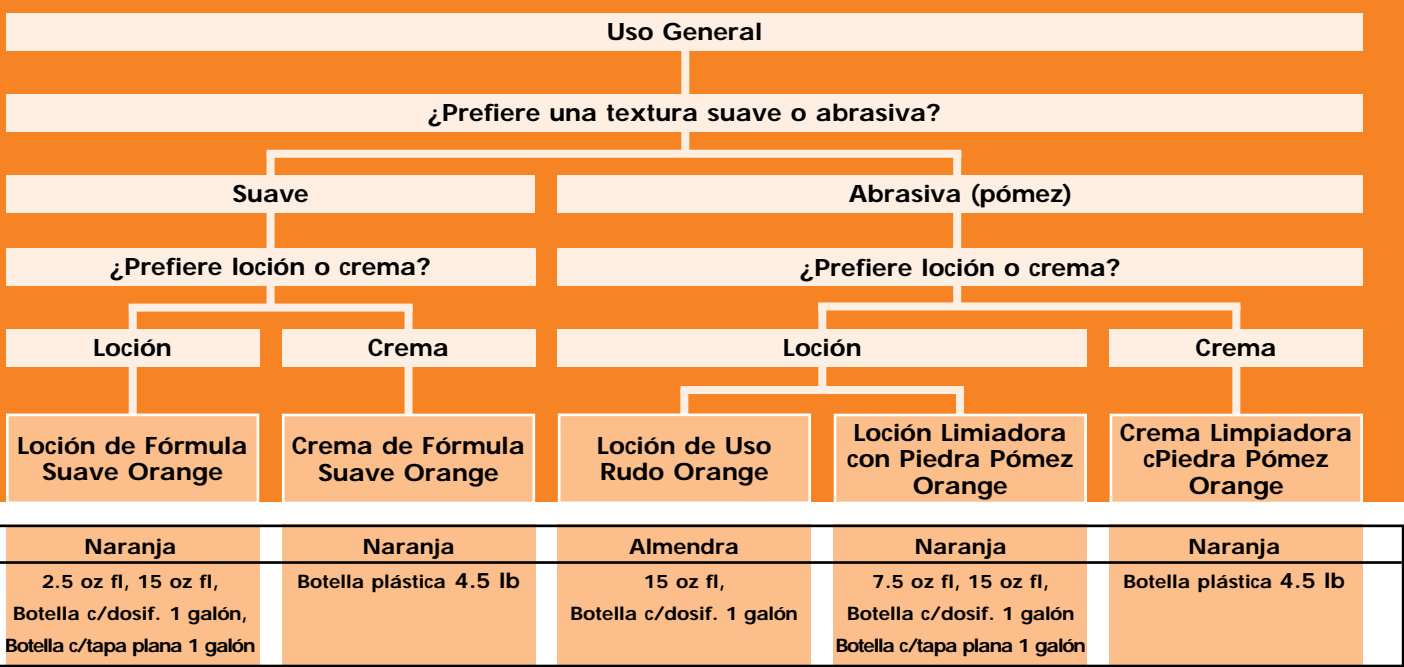 Uso General
¿Prefiere una textura suave o abrasiva?
Suave
Abrasiva (pómez)
¿Prefiere loción o crema?
¿Prefiere loción o crema?
Loción
Crema
Loción
Crema
Loción de Fórmula
Suave Orange
Crema de Fórmula
Suave Orange
Loción de Uso
Rudo Orange
Loción Limiadora
con Piedra Pómez
Orange
Crema Limpiadora
cPiedra Pómez
Orange
Naranja
Naranja
Almendra
Naranja
Naranja
2.5 oz fl, 15 oz fl,
Botella c/dosif. 1 galón,
Botella c/tapa plana 1 galón
Botella plástica 4.5 lb
15 oz fl,
Botella c/dosif. 1 galón
7.5 oz fl, 15 oz fl,
Botella c/dosif. 1 galón
Botella c/tapa plana 1 galón
Botella plástica 4.5 lb